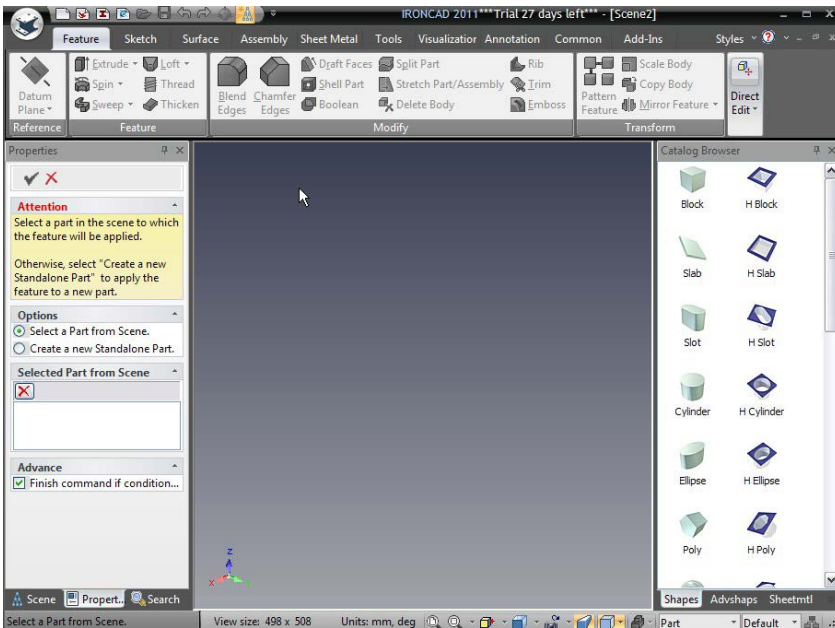 IRONCAD 2011***Trial 27 days left*** - [Scene2]
Feature Sketch Surface Assembly Sheet Metal Tools Visualization Annotation Common Add-Ins Styles
Extrude Loft
Spin Thread
Sweep Thicken
Datum Plane
Blend Edges
Chamfer Edges
Draft Faces Split Part Rib
Shell Part Stretch Part/Assembly Trim
Boolean Delete Body Emboss
Pattern Feature
Scale Body
Copy Body
Mirror Feature
Direct Edit
Reference Feature Modify Transform
Properties
Attention
Select a part in the scene to which
the feature will be applied.
Otherwise, select "Create a new
Standalone Part" to apply the
feature to a new part.
Options
Select a Part from Scene.
Create a new Standalone Part.
Selected Part from Scene
Advance
Finish command if condition...
Scene Propert... Search
z
x
Catalog Browser
Block H Block
Slab H Slab
Slot H Slot
Cylinder H Cylinder
Ellipse H Ellipse
Poly H Poly
Shapes Advshaps Sheetmtl
Select a Part from Scene. View size: 498 x 508 Units: mm, deg Part Default